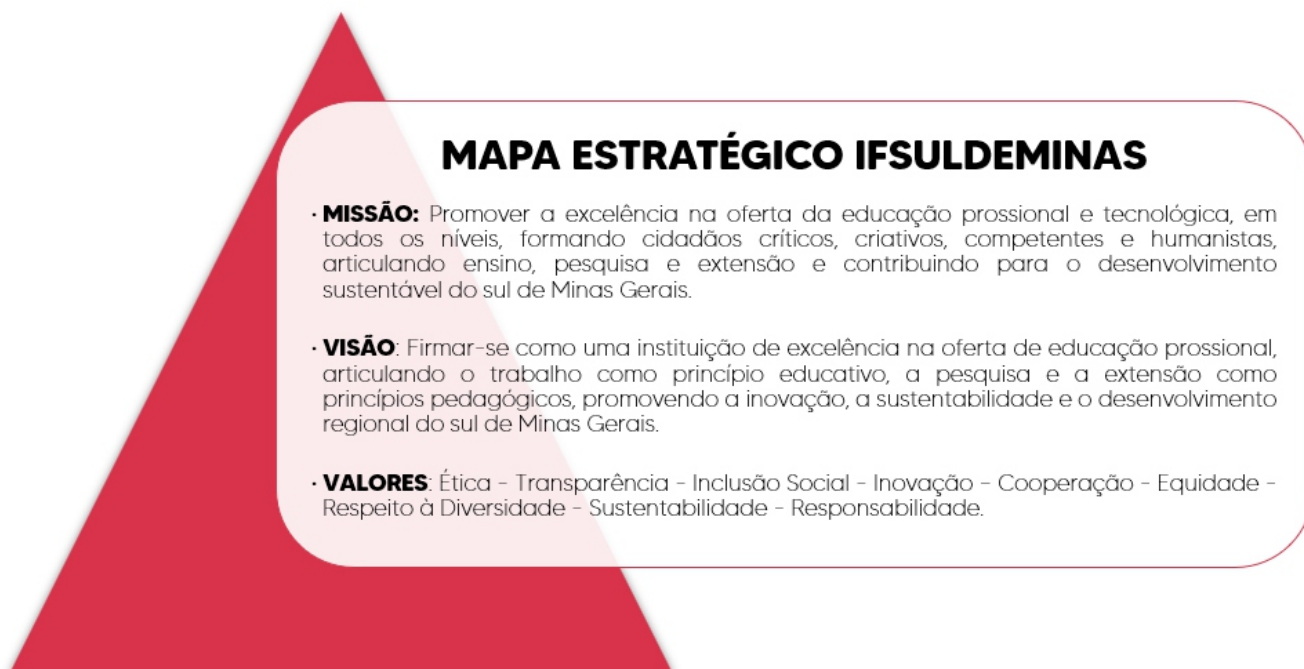 MAPA ESTRATÉGICO IFSULDEMINAS
· MISSÃO: Promover a excelência na oferta da educação prossional e tecnológica, em
todos os níveis, formando cidadãos críticos, criativos, competentes e humanistas,
articulando ensino, pesquisa e extensão e contribuindo para o desenvolvimento
sustentável do sul de Minas Gerais.
· VISÃO: Firmar-se como uma instituição de excelência na oferta de educação prossional,
articulando o trabalho como princípio educativo, a pesquisa e a extensão como
princípios pedagógicos, promovendo a inovação, a sustentabilidade e o desenvolvimento
regional do sul de Minas Gerais.
· VALORES: Ética - Transparência - Inclusão Social - Inovação - Cooperação - Equidade -
Respeito à Diversidade - Sustentabilidade - Responsabilidade.